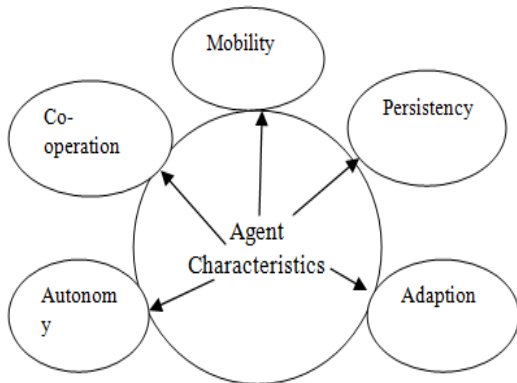 Mobility
Co-
operation
Persistency
Agent
Characteristics
Autonom
y
Adaption